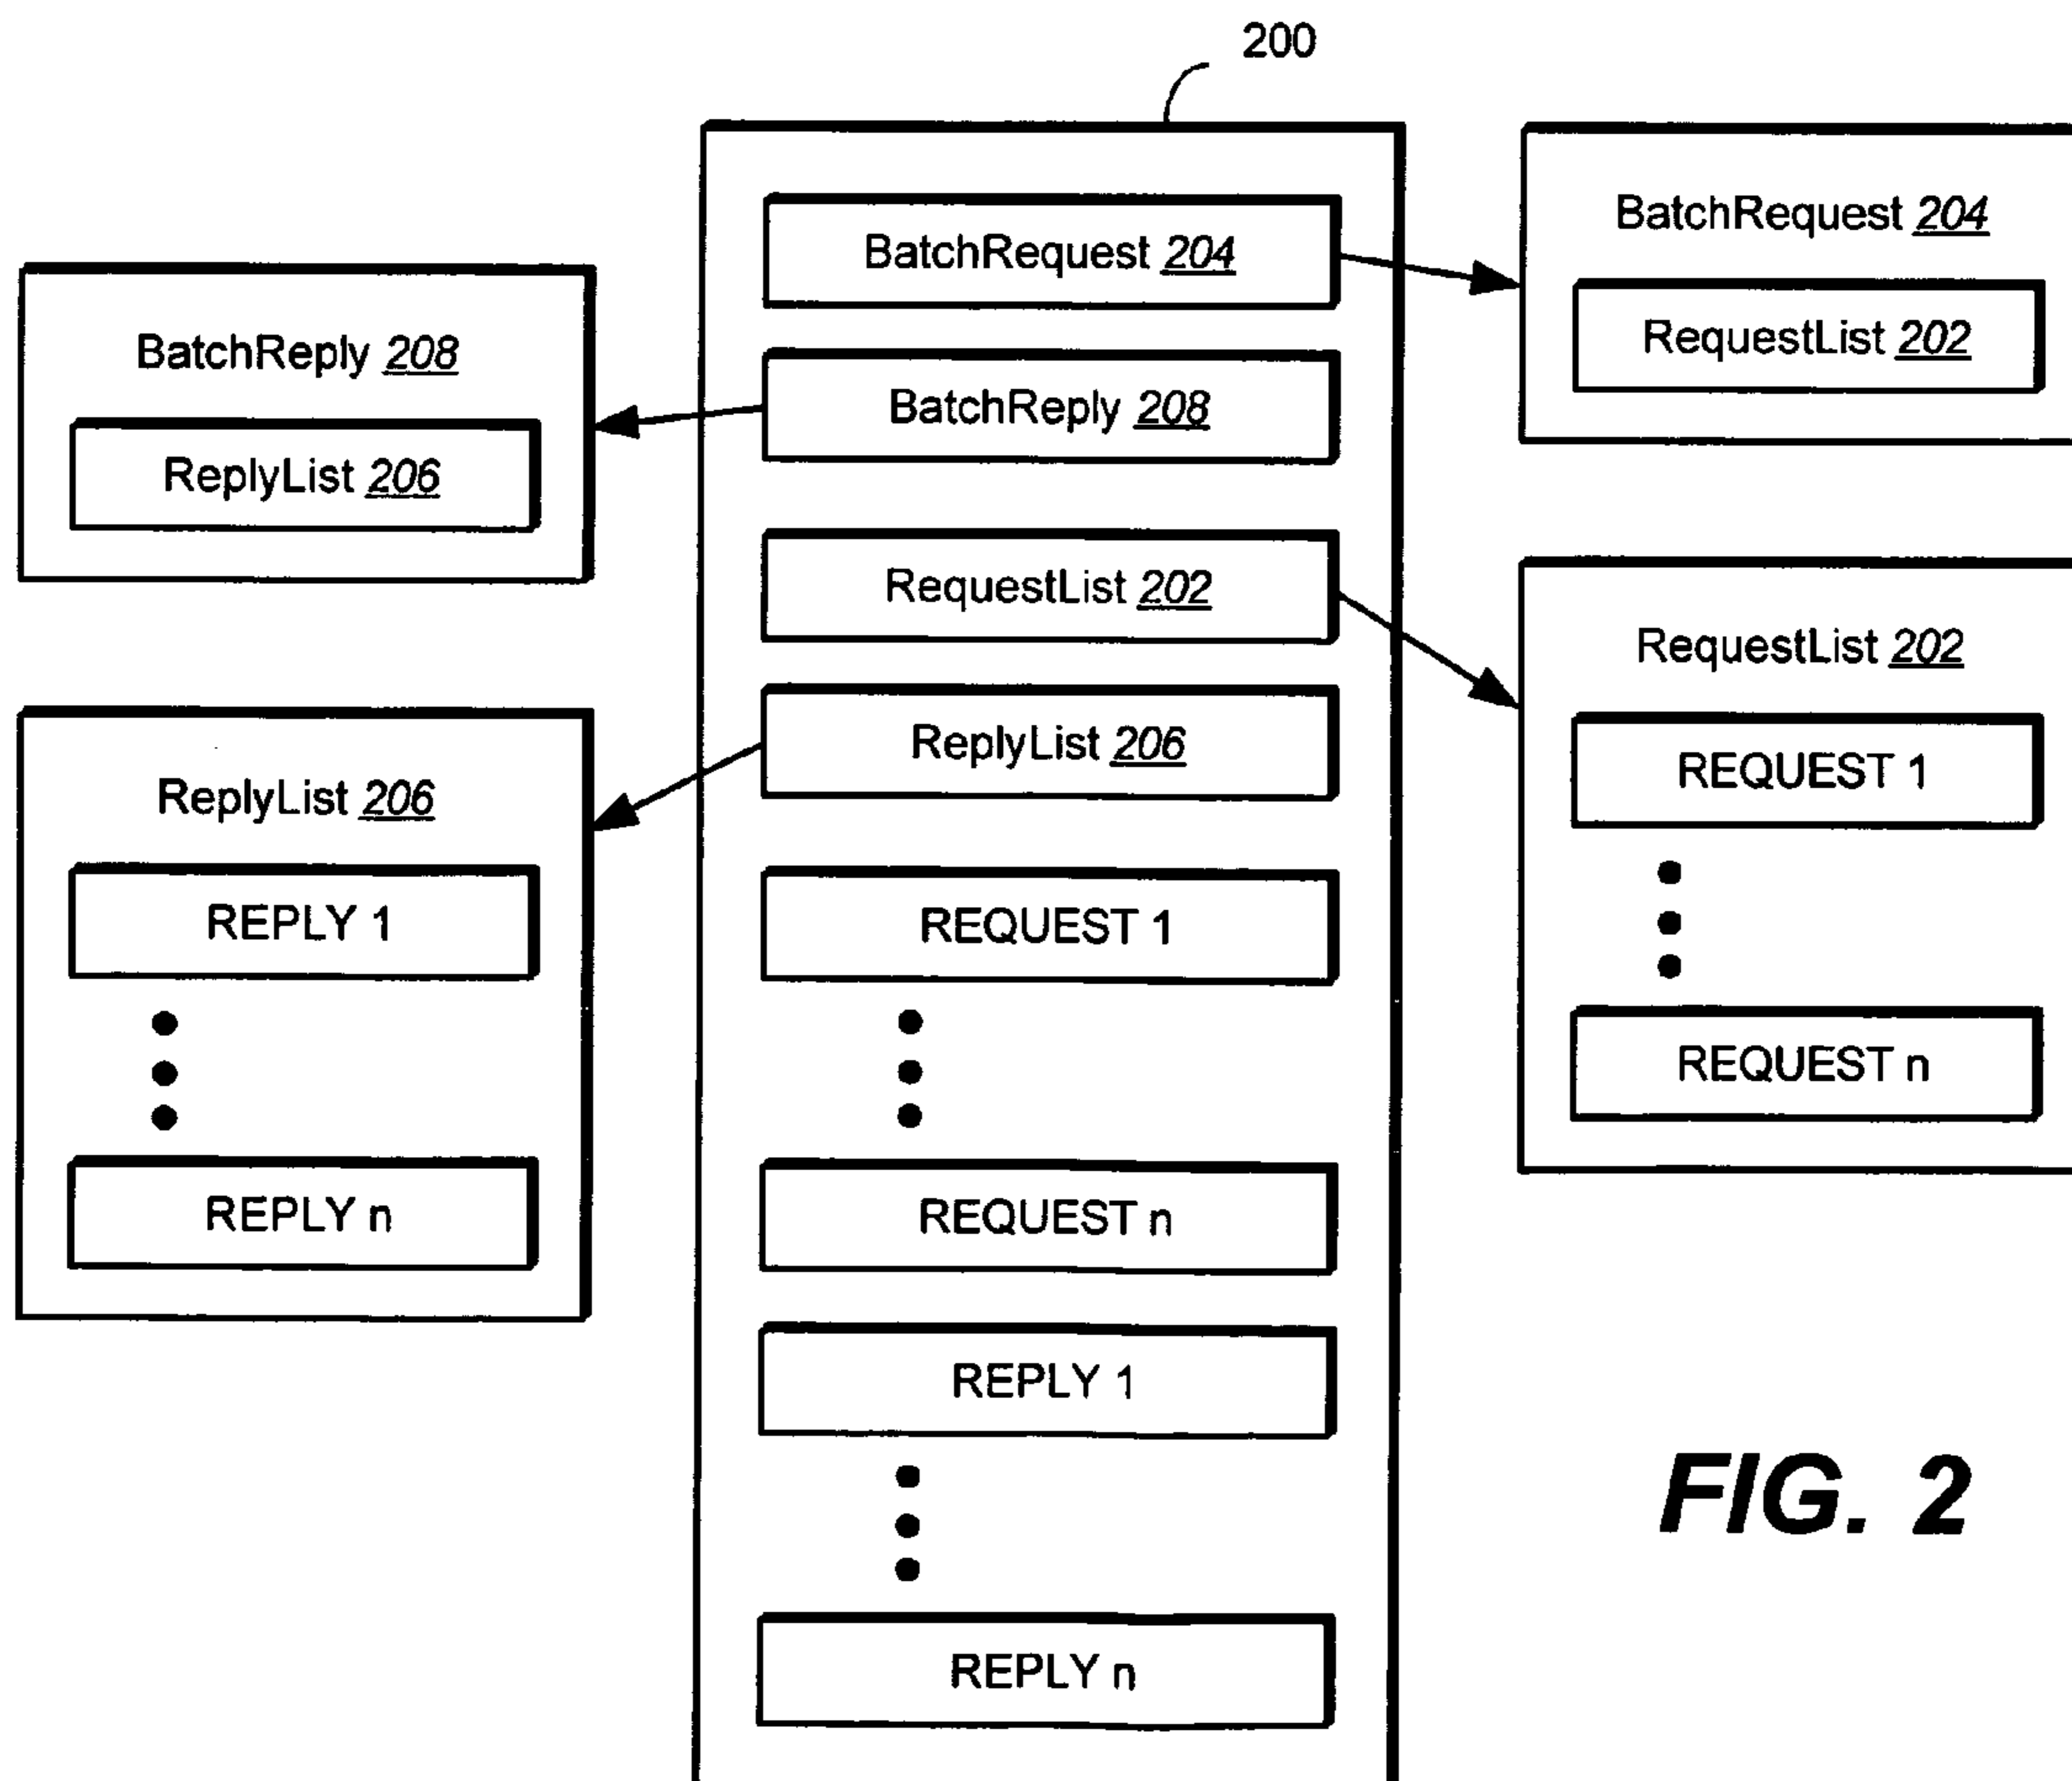 200
BatchRequest 204
BatchReply 208
RequestList 202
ReplyList 206
REQUEST 1
REQUEST n
REPLY 1
REPLY n
BatchReply 208
ReplyList 206
ReplyList 206
REPLY 1
REPLY n
BatchRequest 204
RequestList 202
RequestList 202
REQUEST 1
REQUEST n
FIG. 2